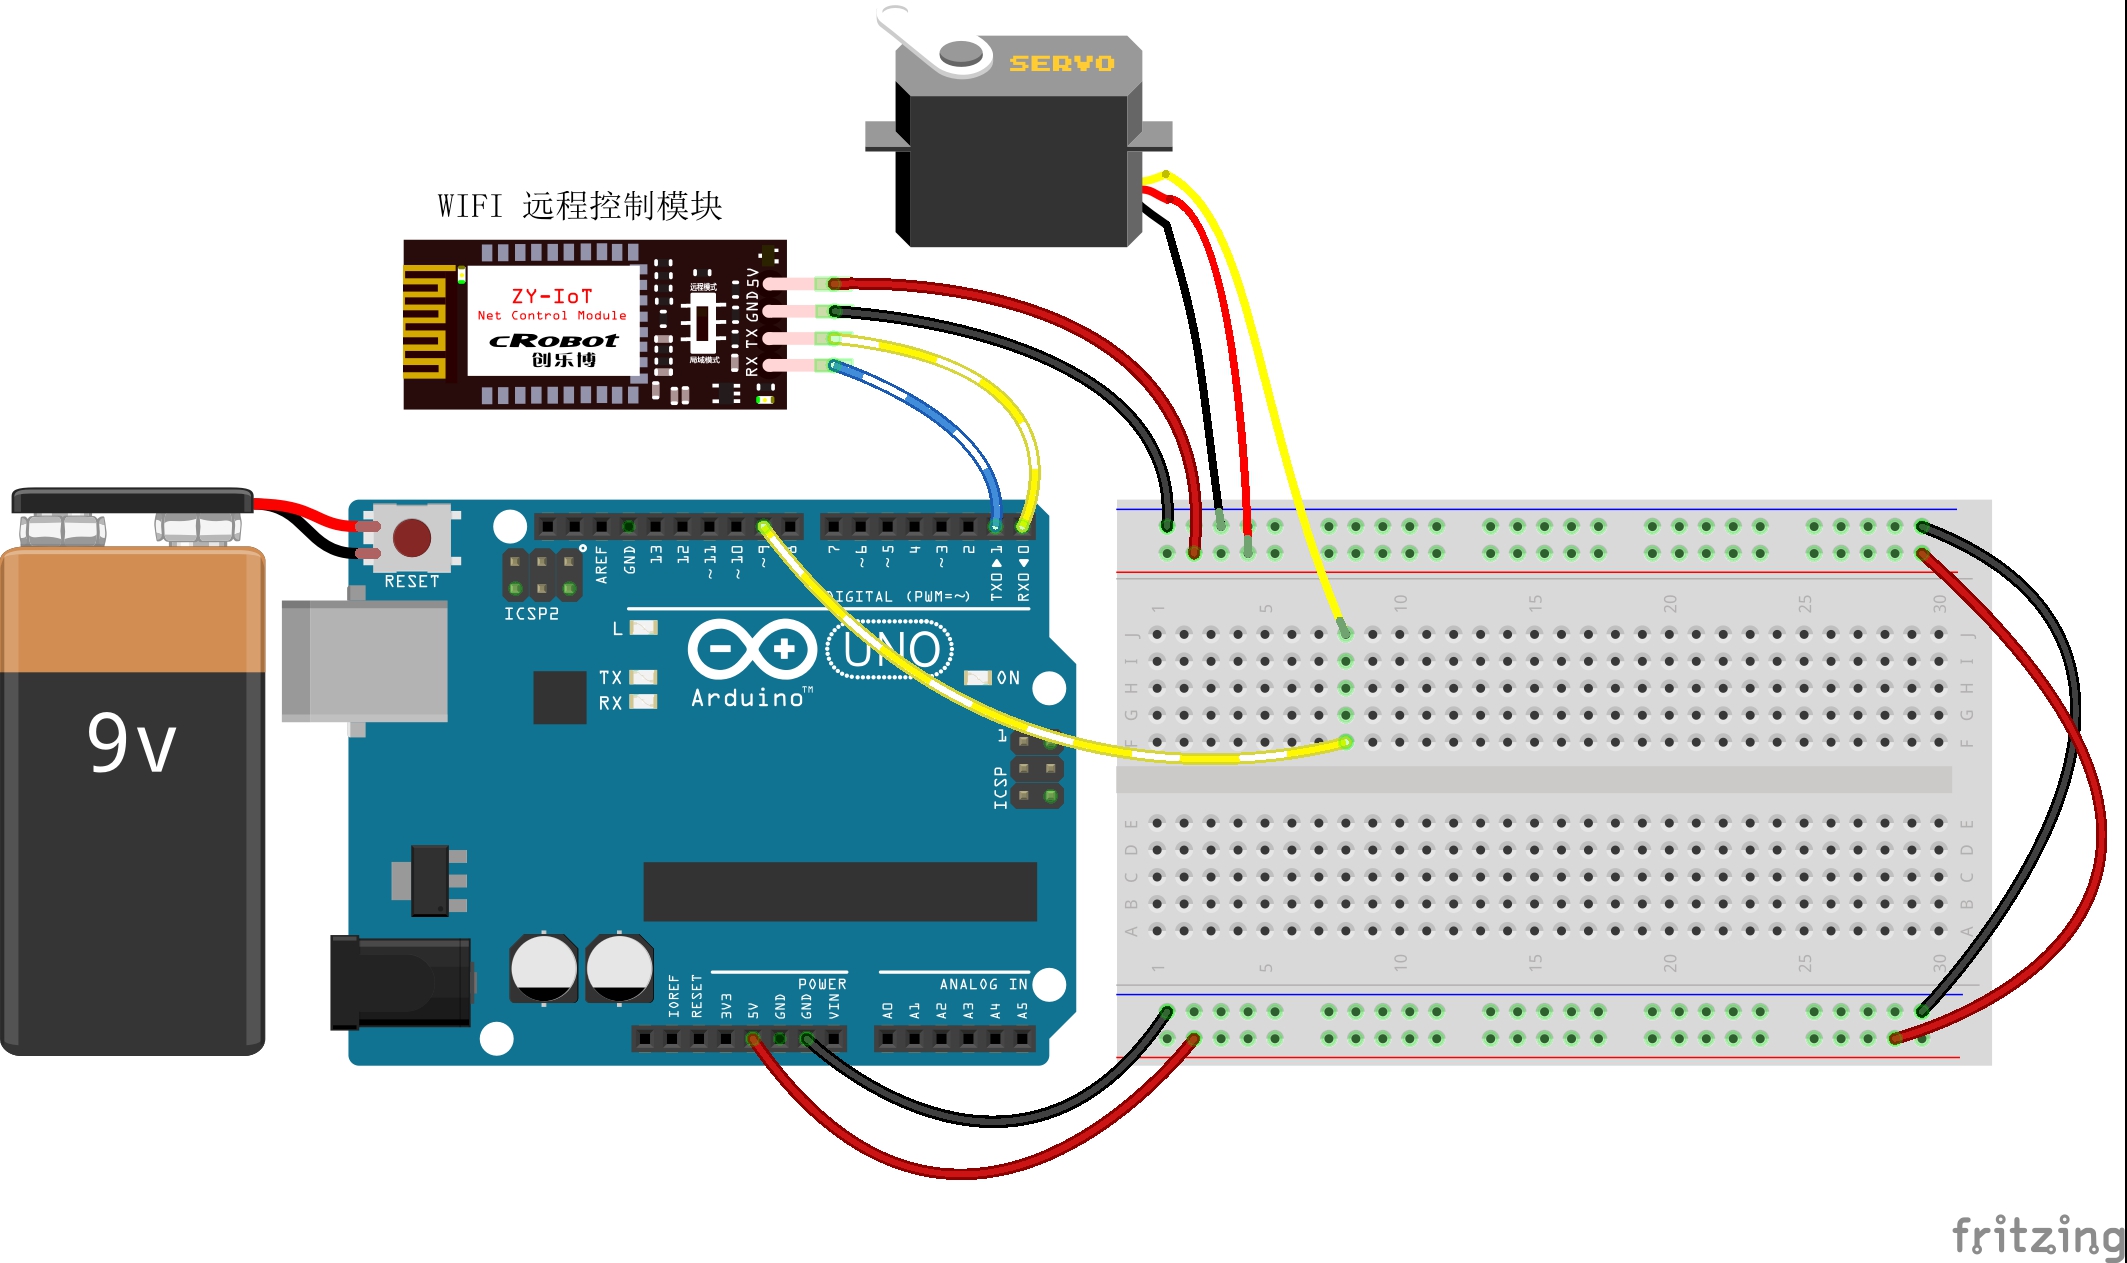 SERVO
WIFI 远程控制模块
ZY-IoT
Net Control Module
cRobot
创乐博
远程模式
局域模式
5V
GND
TX
RX
9v
RESET
ICSP2
AREF
GND
13
12
~11
~10
~9
8
7
~6
~5
4
~3
2
TX0▶1
RX0◀0
DIGITAL (PWM=~)
L
TX
RX
UNO
Arduino™
ON
1
ICSP
IOREF
RESET
3V3
5V
GND
GND
VIN
POWER
ANALOG IN
A0
A1
A2
A3
A4
A5
1 5 10 15 20 25 30
J J
I I
H H
G G
F F
E E
D D
C C
B B
A A
1 5 10 15 20 25 30
fritzing